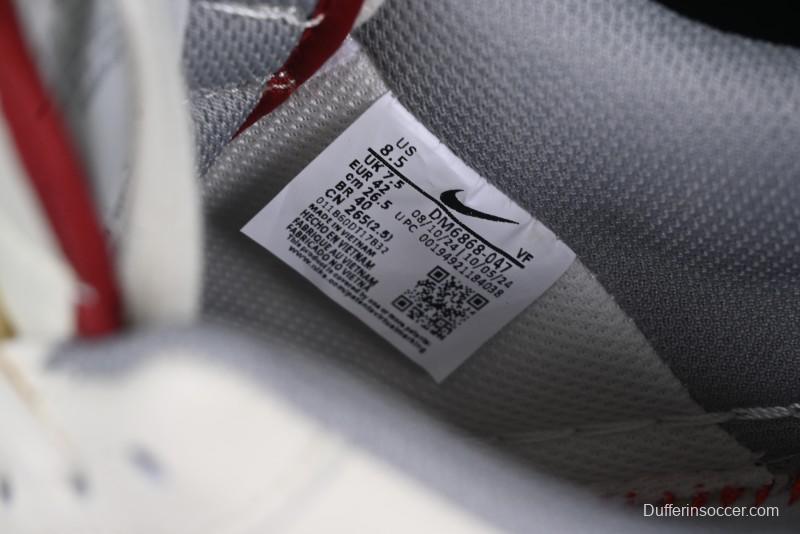 US
8.5
UK 7.5
EUR 42
cm 26.5
BR 40
CN 265(2.5)
VF
DM6868-047
08/10/24 10/05/24
UPC 00194921184038
MADE IN VIETNAM
HECHO EN VIETNAM
FABRIQUÉ AU VIETNAM
FABRICADO NO VIETNÃ
Dufferinsoccer.com